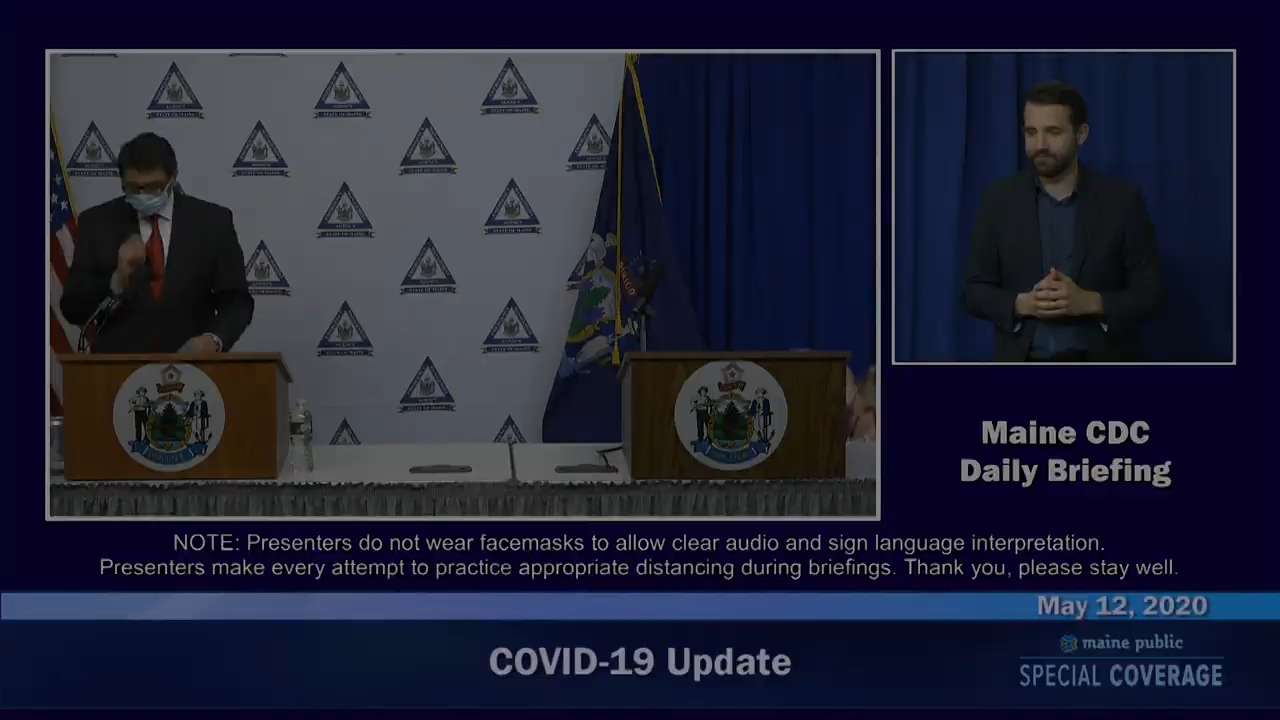 Maine CDC
Daily Briefing
NOTE: Presenters do not wear facemasks to allow clear audio and sign language interpretation.
Presenters make every attempt to practice appropriate distancing during briefings. Thank you, please stay well.
May 12, 2020
COVID-19 Update
maine public
SPECIAL COVERAGE